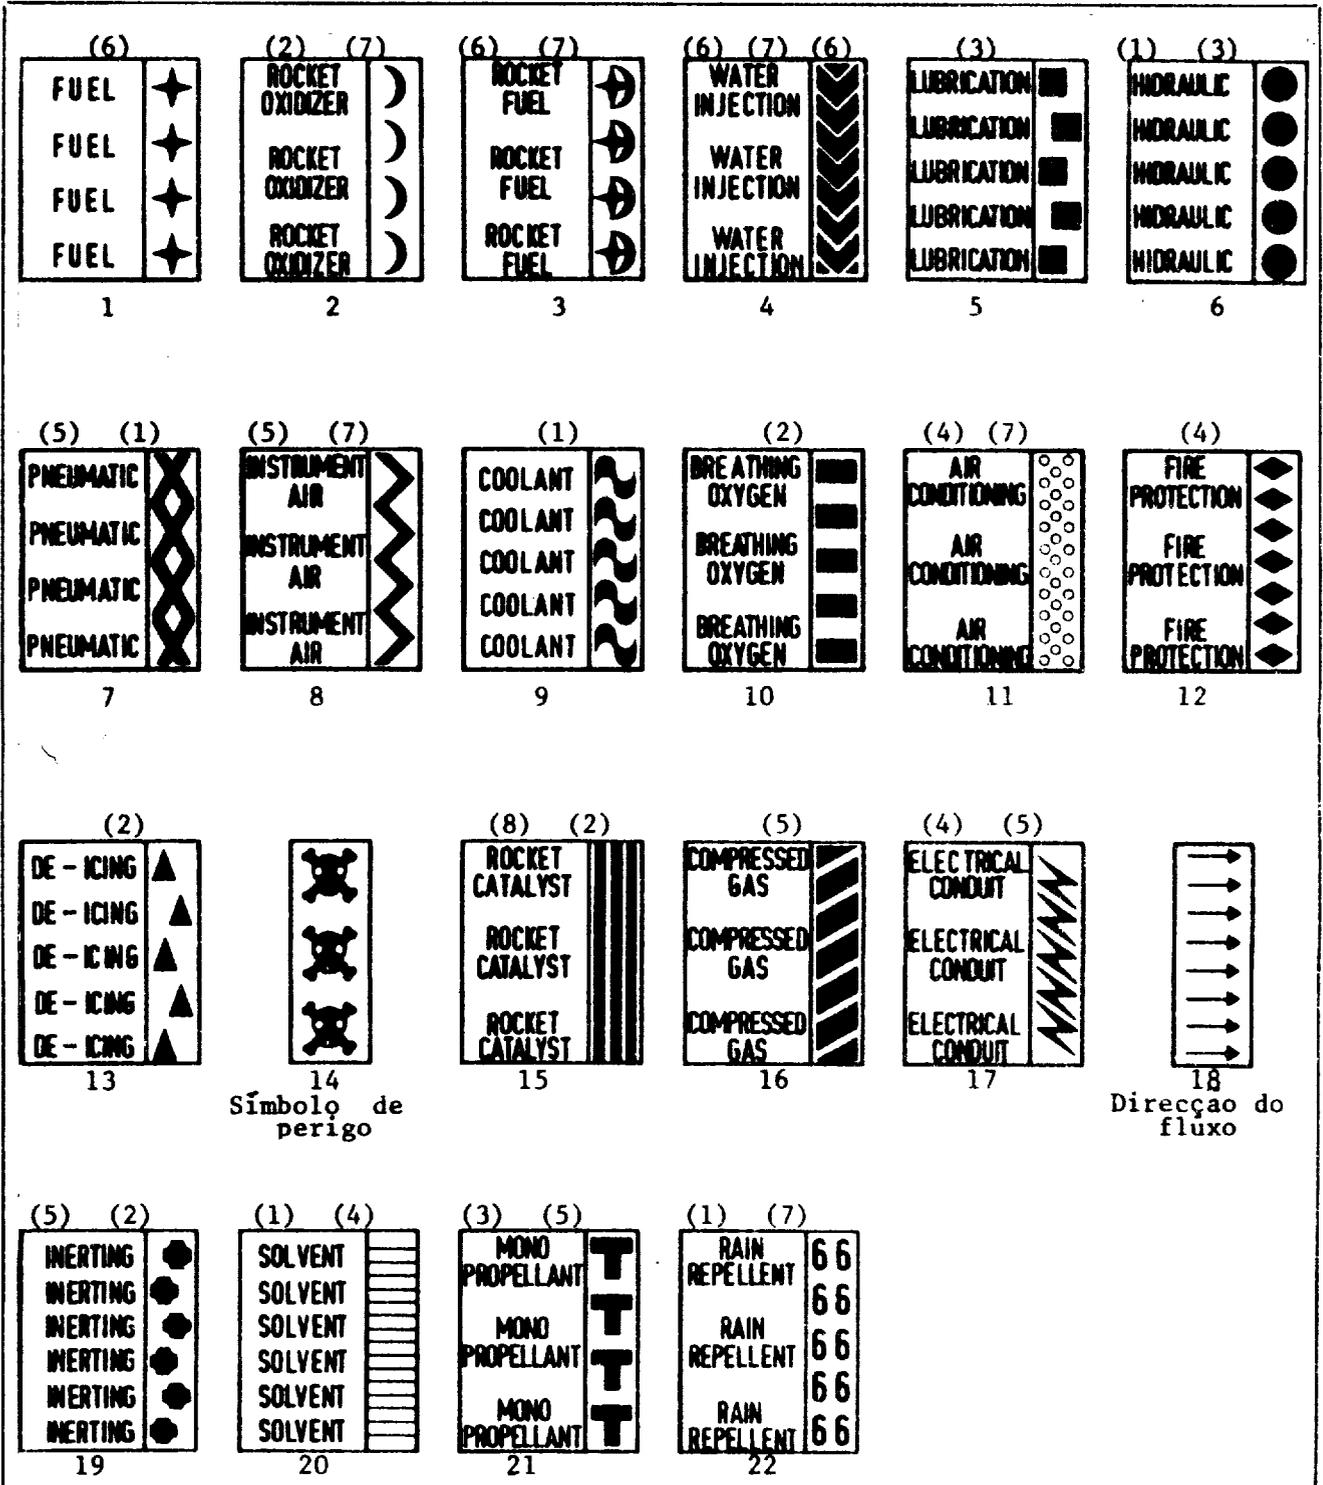 (6)
FUEL
FUEL
FUEL
FUEL
1
(2) (7)
ROCKET
OXIDIZER
ROCKET
OXIDIZER
ROCKET
OXIDIZER
2
(6) (7)
ROCKET
FUEL
ROCKET
FUEL
ROCKET
FUEL
3
(6) (7) (6)
WATER
INJECTION
WATER
INJECTION
WATER
INJECTION
4
(3)
LUBRICATION
LUBRICATION
LUBRICATION
LUBRICATION
LUBRICATION
5
(1) (3)
HIDRAULIC
HIDRAULIC
HIDRAULIC
HIDRAULIC
HIDRAULIC
6
(5) (1)
PNEUMATIC
PNEUMATIC
PNEUMATIC
PNEUMATIC
7
(5) (7)
INSTRUMENT
AIR
INSTRUMENT
AIR
INSTRUMENT
AIR
8
(1)
COOLANT
COOLANT
COOLANT
COOLANT
COOLANT
9
(2)
BREATHING
OXYGEN
BREATHING
OXYGEN
BREATHING
OXYGEN
10
(4) (7)
AIR
CONDITIONING
AIR
CONDITIONING
AIR
CONDITIONING
11
(4)
FIRE
PROTECTION
FIRE
PROTECTION
FIRE
PROTECTION
12
(2)
DE-ICING
DE-ICING
DE-ICING
DE-ICING
DE-ICING
13
14
Símbolo de
perigo
(8) (2)
ROCKET
CATALYST
ROCKET
CATALYST
ROCKET
CATALYST
15
(5)
COMPRESSED
GAS
COMPRESSED
GAS
COMPRESSED
GAS
16
(4) (5)
ELECTRICAL
CONDUIT
ELECTRICAL
CONDUIT
ELECTRICAL
CONDUIT
17
18
Direcção do
fluxo
(5) (2)
INERTING
INERTING
INERTING
INERTING
INERTING
INERTING
19
(1) (4)
SOLVENT
SOLVENT
SOLVENT
SOLVENT
SOLVENT
SOLVENT
20
(3) (5)
MONO
PROPELLANT
MONO
PROPELLANT
MONO
PROPELLANT
21
(1) (7)
RAIN
REPELLENT
RAIN
REPELLENT
RAIN
REPELLENT
66
66
66
66
66
22